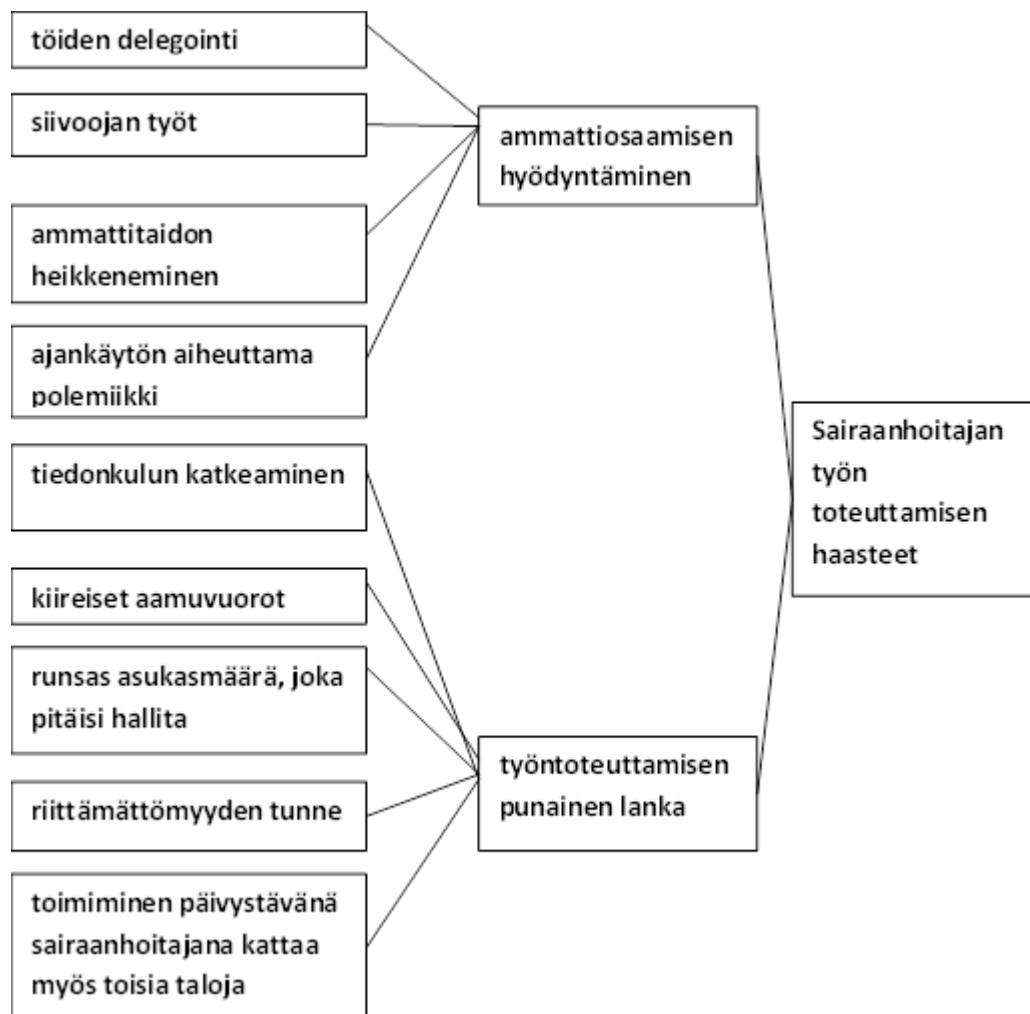 töiden delegointi
siivoojan työt
ammattitaidon
heikkeneminen
ajankäytön aiheuttama
polemiikki
tiedonkulun katkeaminen
kiireiset aamuvuorot
runsas asukasmäärä, joka
pitäisi hallita
riittämättömyyden tunne
toimiminen päivystävänä
sairaanhoitajana kattaa
myös toisia taloja
ammattiosaamisen
hyödyntäminen
työntoteuttamisen
punainen lanka
Sairaanhoitajan
työn
toteuttamisen
haasteet